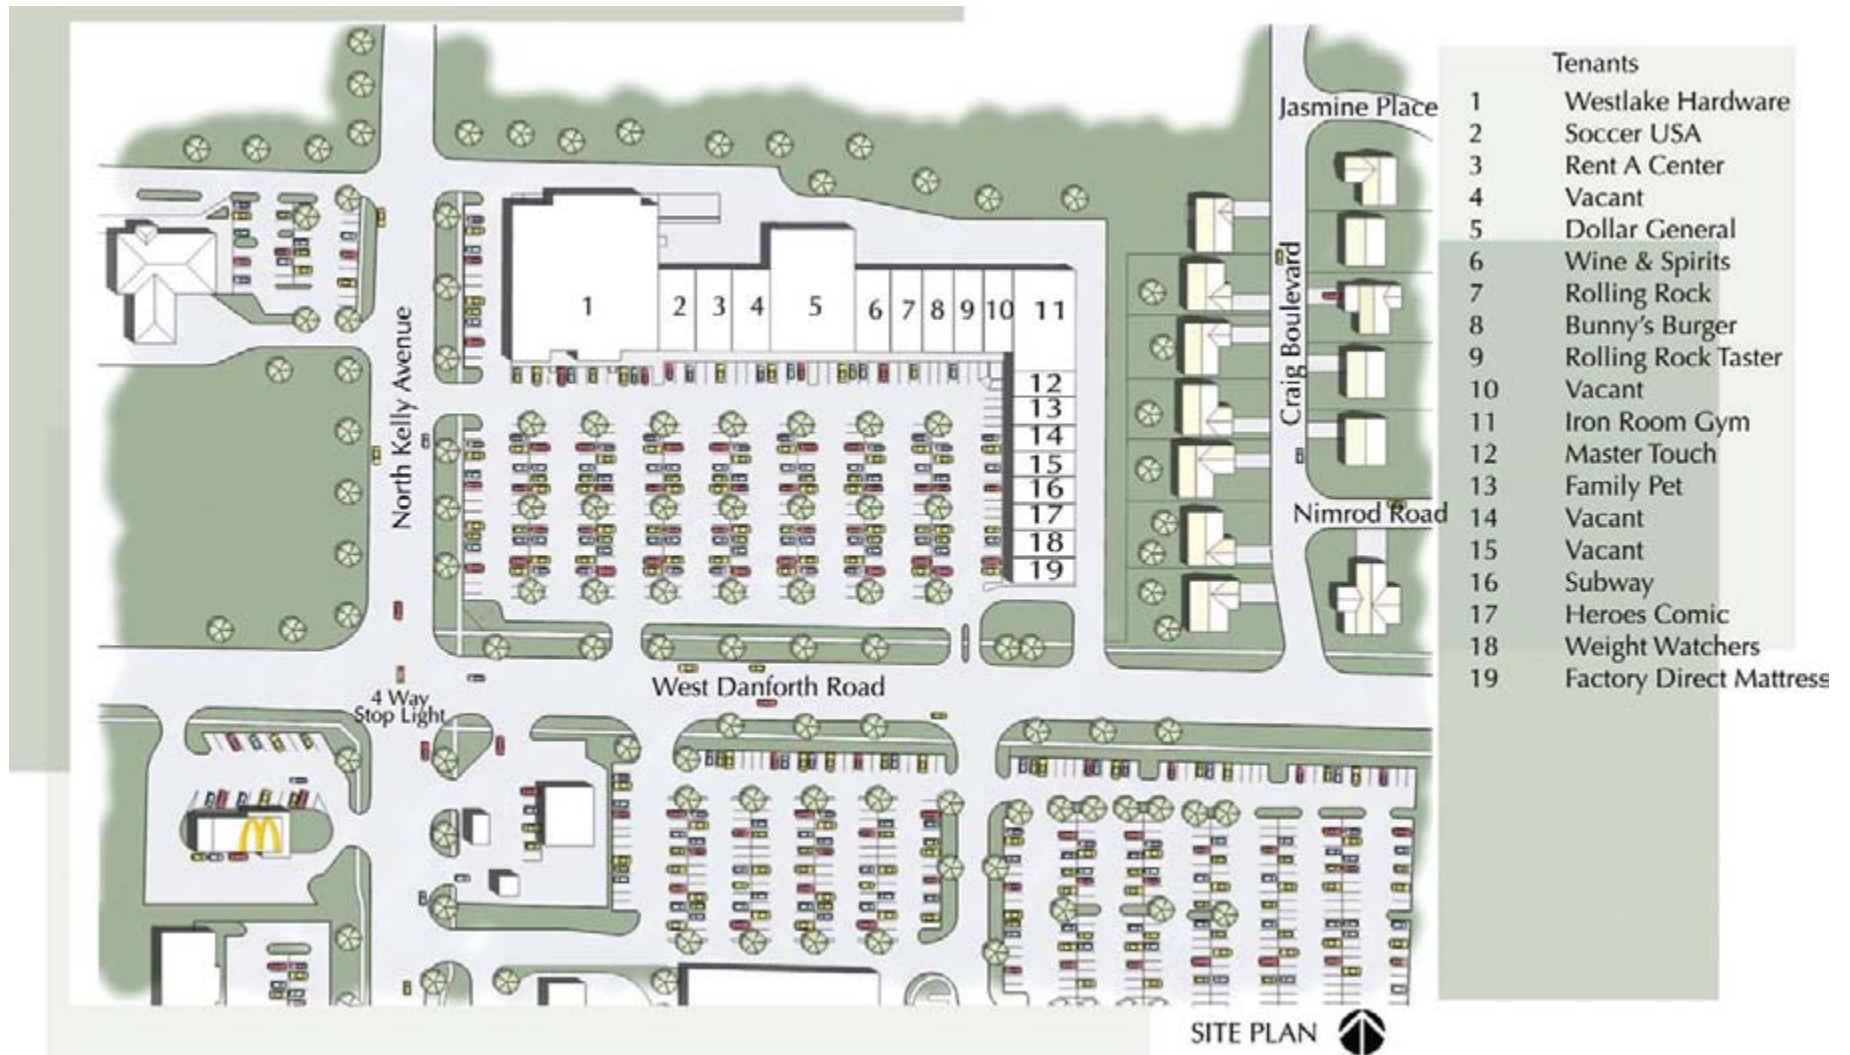 Tenants
1 Westlake Hardware
2 Soccer USA
3 Rent A Center
4 Vacant
5 Dollar General
6 Wine & Spirits
7 Rolling Rock
8 Bunny's Burger
9 Rolling Rock Taster
10 Vacant
11 Iron Room Gym
12 Master Touch
13 Family Pet
14 Vacant
15 Vacant
16 Subway
17 Heroes Comic
18 Weight Watchers
19 Factory Direct Mattress
Jasmine Place
Craig Boulevard
Nimrod Road
North Kelly Avenue
1 2 3 4 5 6 7 8 9 10 11
12
13
14
15
16
17
18
19
West Danforth Road
4 Way
Stop Light
SITE PLAN